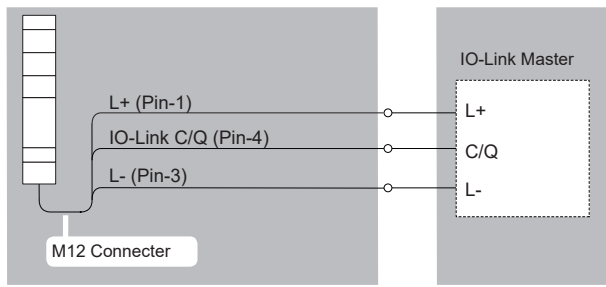 IO-Link Master
L+ (Pin-1)
L+
IO-Link C/Q (Pin-4)
C/Q
L- (Pin-3)
L-
M12 Connecter